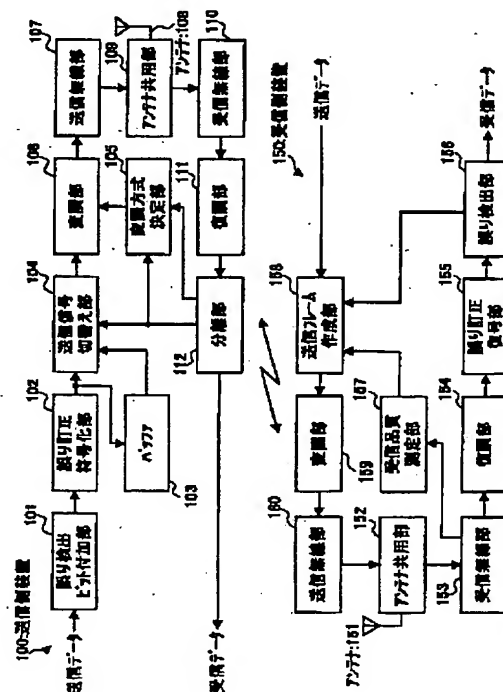 100:送信側装置
送信データ
101
誤り検出
ビット付加部
102
誤り訂正
符号化部
103
バッファ
104
送信信号
切替え部
105
変調方式
決定部
106
変調部
107
送信無線部
109
アンテナ共用部
アンテナ:108
110
受信無線部
111
復調部
112
分離部
受信データ
150:受信側装置
送信データ
158
送信フレーム
作成部
159
変調部
160
送信無線部
アンテナ:151
152
アンテナ共用部
153
受信無線部
154
復調部
155
誤り訂正
復号部
156
誤り検出部
受信データ
157
受信品質
測定部